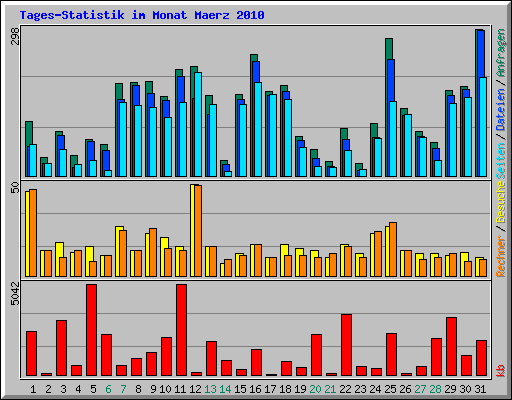 Tages-Statistik im Monat Maerz 2010
298
50
5042
Rechner / Besuche Seiten / Dateien / Anfragen
kb
1 2 3 4 5 6 7 8 9 10 11 12 13 14 15 16 17 18 19 20 21 22 23 24 25 26 27 28 29 30 31